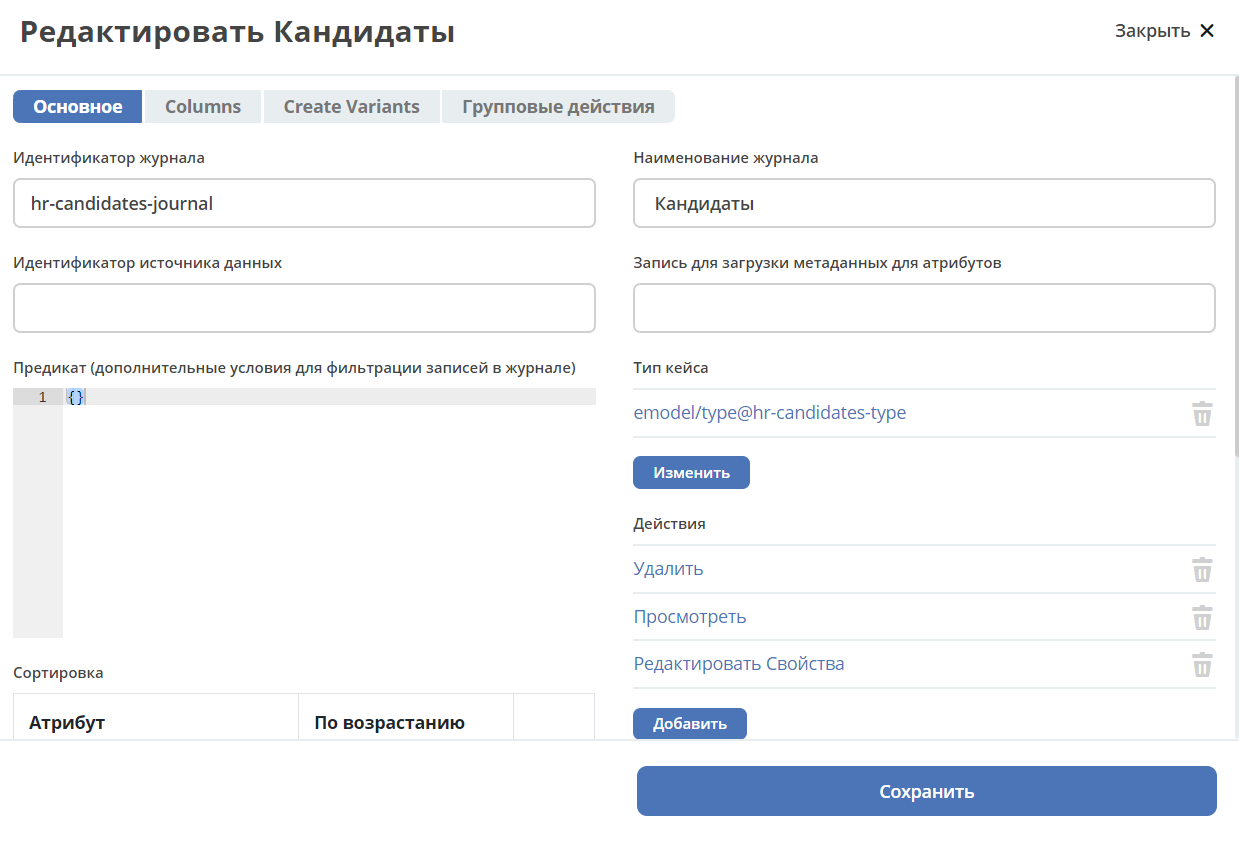 Редактировать Кандидаты
Закрыть
Основное
Columns
Create Variants
Групповые действия
Идентификатор журнала
hr-candidates-journal
Наименование журнала
Кандидаты
Идентификатор источника данных
Запись для загрузки метаданных для атрибутов
Предикат (дополнительные условия для фильтрации записей в журнале)
1 {}
Тип кейса
emodel/type@hr-candidates-type
Изменить
Действия
Удалить
Просмотреть
Редактировать Свойства
Добавить
Сортировка
Атрибут
По возрастанию
Сохранить